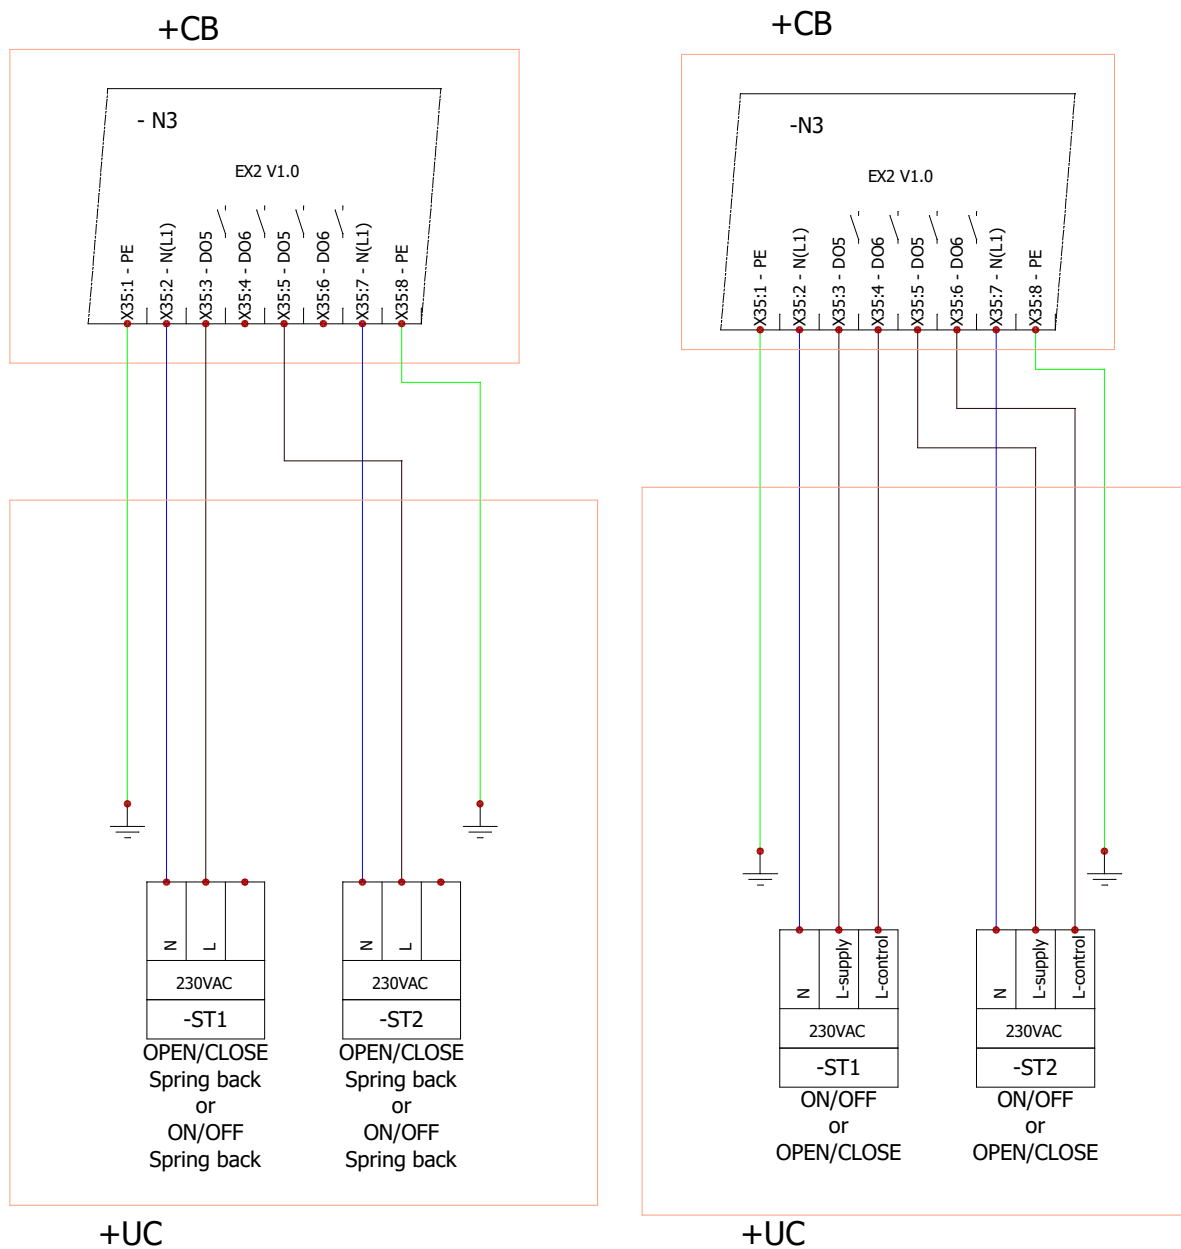 +CB
- N3
EX2 V1.0
X35:1 - PE
X35:2 - N(L1)
X35:3 - DO5
X35:4 - DO6
X35:5 - DO5
X35:6 - DO6
X35:7 - N(L1)
X35:8 - PE
N
L
230VAC
-ST1
OPEN/CLOSE
Spring back
or
ON/OFF
Spring back
N
L
230VAC
-ST2
OPEN/CLOSE
Spring back
or
ON/OFF
Spring back
+UC
+CB
-N3
EX2 V1.0
X35:1 - PE
X35:2 - N(L1)
X35:3 - DO5
X35:4 - DO6
X35:5 - DO5
X35:6 - DO6
X35:7 - N(L1)
X35:8 - PE
N
L-supply
L-control
230VAC
-ST1
ON/OFF
or
OPEN/CLOSE
N
L-supply
L-control
230VAC
-ST2
ON/OFF
or
OPEN/CLOSE
+UC